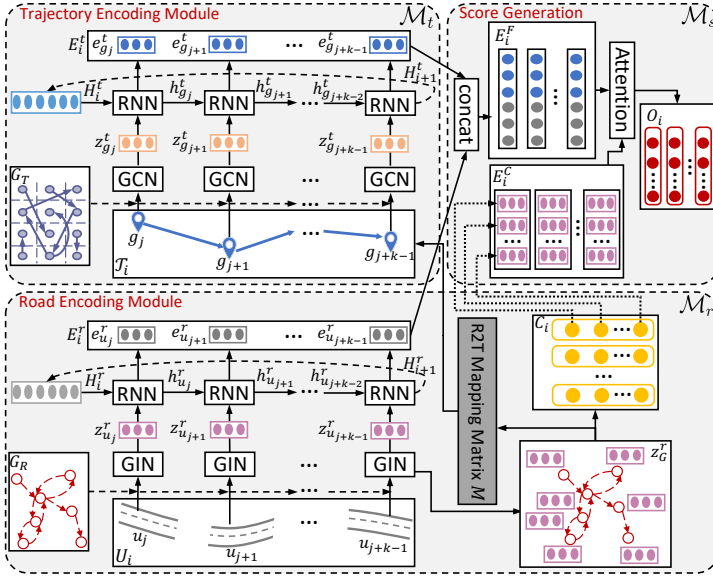 Trajectory Encoding Module
M_t
E_i^t e_{g_j}^t e_{g_{j+1}}^t ... e_{g_{j+k-1}}^t
H_i^t RNN h_{g_j}^t RNN h_{g_{j+1}}^t ... h_{g_{j+k-2}}^t RNN H_{i+1}^t
z_{g_j}^t z_{g_{j+1}}^t z_{g_{j+k-1}}^t
G_T GCN GCN ... GCN
...
g_j g_{j+1} ... g_{j+k-1}
T_i
Score Generation
M_s
concat
E_i^F
...
Attention
O_i
...
E_i^C
...
Road Encoding Module
M_r
E_i^r e_{u_j}^r e_{u_{j+1}}^r ... e_{u_{j+k-1}}^r
H_i^r RNN h_{u_j}^r RNN h_{u_{j+1}}^r ... h_{u_{j+k-2}}^r RNN H_{i+1}^r
z_{u_j}^r z_{u_{j+1}}^r z_{u_{j+k-1}}^r
G_R GIN GIN ... GIN
...
u_j u_{j+1} ... u_{j+k-1}
U_i
R2T Mapping Matrix M
C_i
...
z_G^r